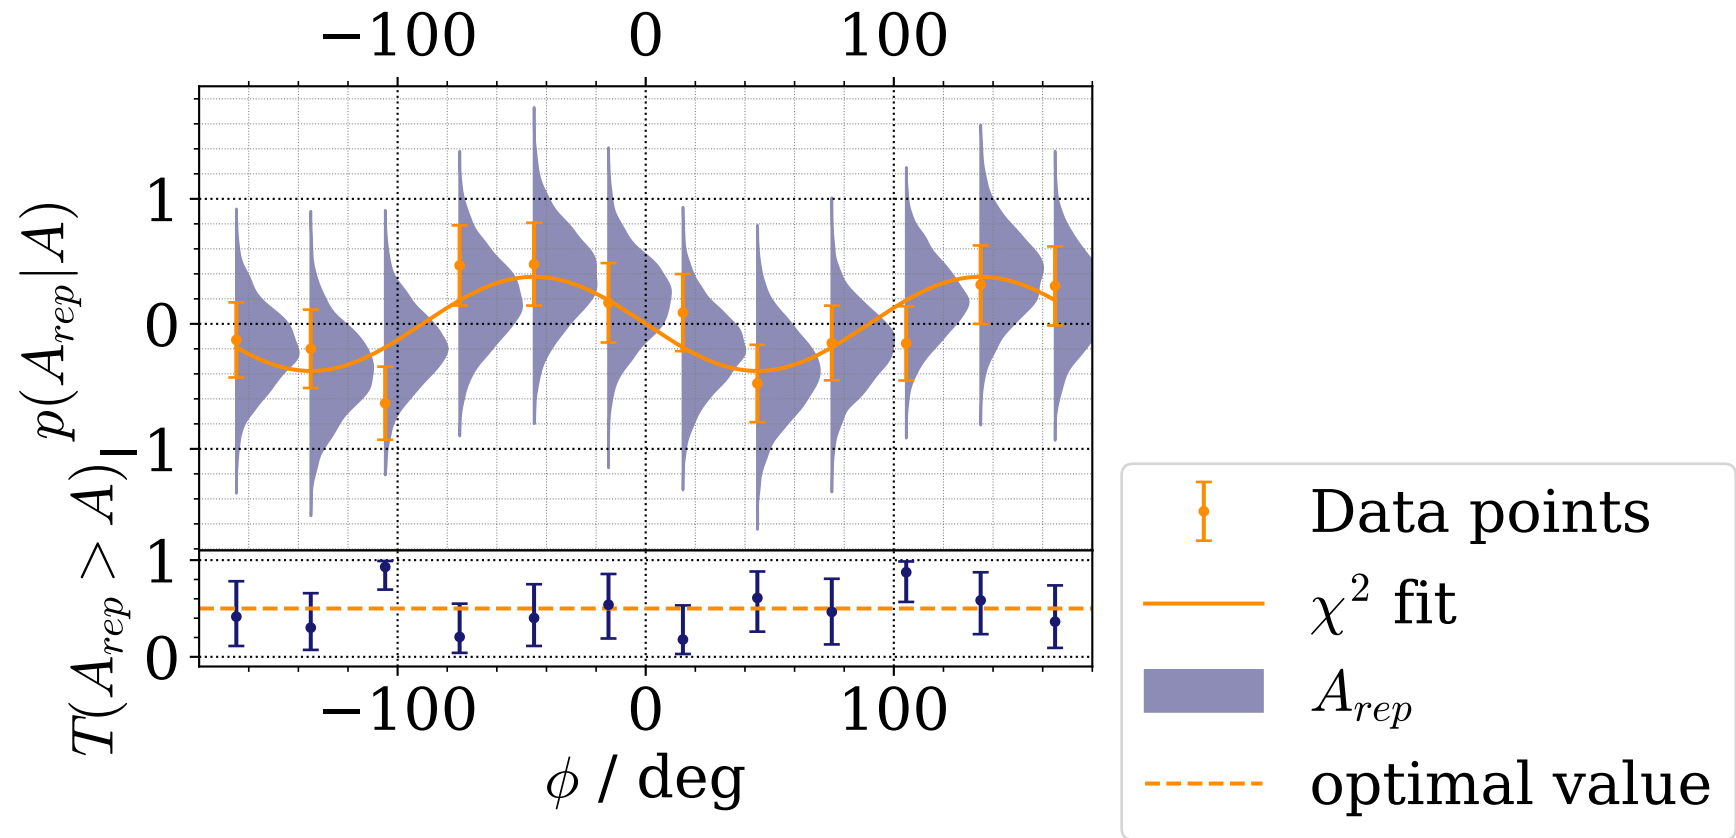 −100 0 100
p(A_rep|A)
1
0
−1
T(A_rep > A)
1
0
−100 0 100
ϕ / deg
Data points
χ² fit
A_rep
optimal value